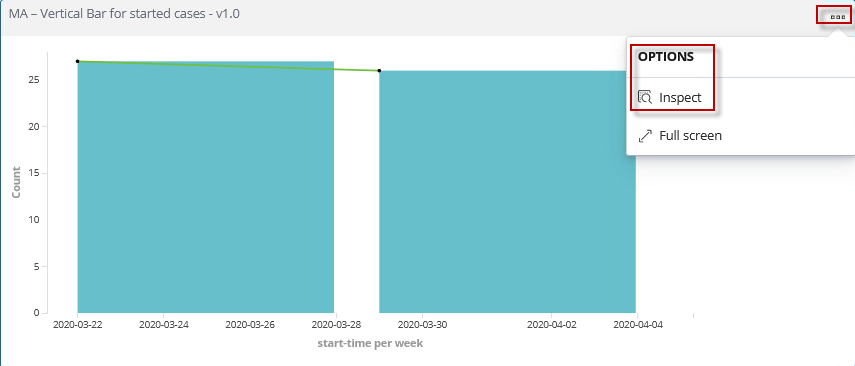 MA – Vertical Bar for started cases - v1.0
OPTIONS
Inspect
Full screen
25
20
15
10
5
0
Count
2020-03-22 2020-03-24 2020-03-26 2020-03-28 2020-03-30 2020-04-02 2020-04-04
start-time per week